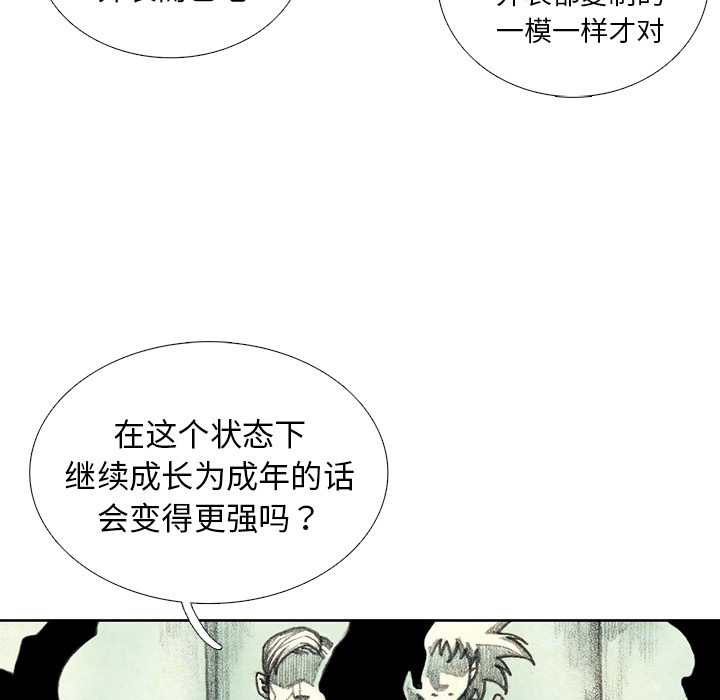 一模一样才对
在这个状态下
继续成长为成年的话
会变得更强吗？